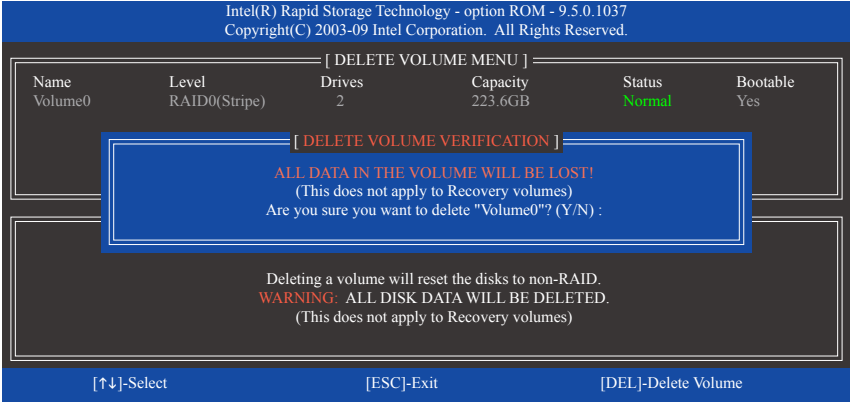 Intel(R) Rapid Storage Technology - option ROM - 9.5.0.1037
Copyright(C) 2003-09 Intel Corporation. All Rights Reserved.
[ DELETE VOLUME MENU ]
Name Level Drives Capacity Status Bootable
Volume0 RAID0(Stripe) 2 223.6GB Normal Yes
[ DELETE VOLUME VERIFICATION ]
ALL DATA IN THE VOLUME WILL BE LOST!
(This does not apply to Recovery volumes)
Are you sure you want to delete "Volume0"? (Y/N) :
Deleting a volume will reset the disks to non-RAID.
WARNING: ALL DISK DATA WILL BE DELETED.
(This does not apply to Recovery volumes)
[↑↓]-Select [ESC]-Exit [DEL]-Delete Volume